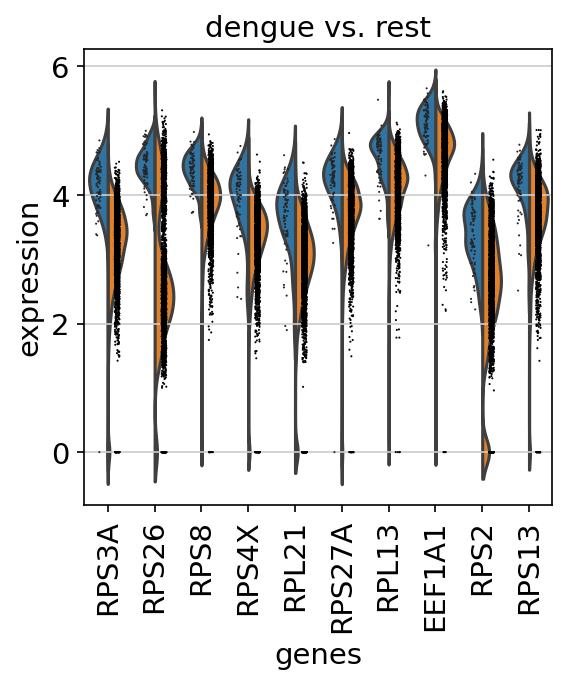 dengue vs. rest
expression
6
4
2
0
RPS3A
RPS26
RPS8
RPS4X
RPL21
RPS27A
RPL13
EEF1A1
RPS2
RPS13
genes